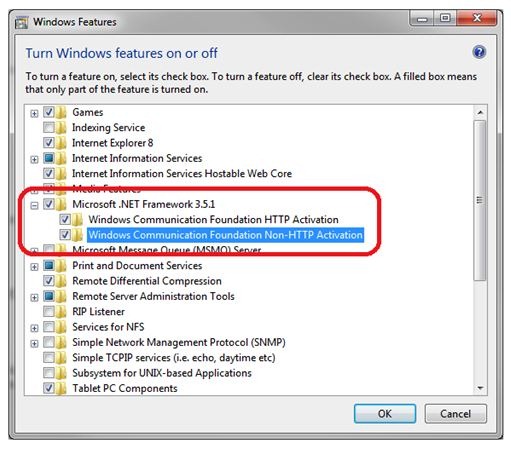 Windows Features
Turn Windows features on or off
To turn a feature on, select its check box. To turn a feature off, clear its check box. A filled box means
that only part of the feature is turned on.
Games
Indexing Service
Internet Explorer 8
Internet Information Services
Internet Information Services Hostable Web Core
Media Features
Microsoft .NET Framework 3.5.1
Windows Communication Foundation HTTP Activation
Windows Communication Foundation Non-HTTP Activation
Microsoft Message Queue (MSMQ) Server
Print and Document Services
Remote Differential Compression
Remote Server Administration Tools
RIP Listener
Services for NFS
Simple Network Management Protocol (SNMP)
Simple TCPIP services (i.e. echo, daytime etc)
Subsystem for UNIX-based Applications
Tablet PC Components
OK
Cancel